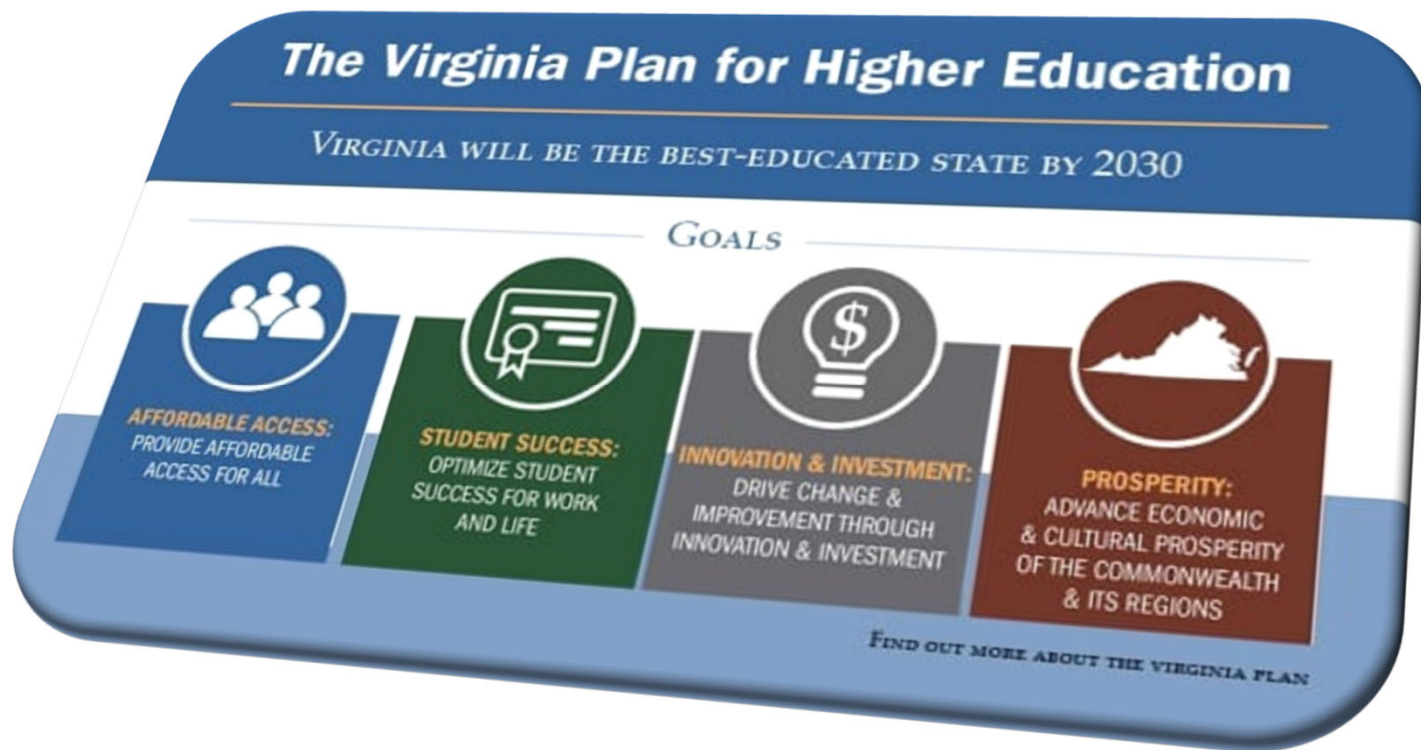 The Virginia Plan for Higher Education
VIRGINIA WILL BE THE BEST-EDUCATED STATE BY 2030
GOALS
AFFORDABLE ACCESS:
PROVIDE AFFORDABLE
ACCESS FOR ALL
STUDENT SUCCESS:
OPTIMIZE STUDENT
SUCCESS FOR WORK
AND LIFE
$
INNOVATION & INVESTMENT:
DRIVE CHANGE &
IMPROVEMENT THROUGH
INNOVATION & INVESTMENT
PROSPERITY:
ADVANCE ECONOMIC
& CULTURAL PROSPERITY
OF THE COMMONWEALTH
& ITS REGIONS
FIND OUT MORE ABOUT THE VIRGINIA PLAN